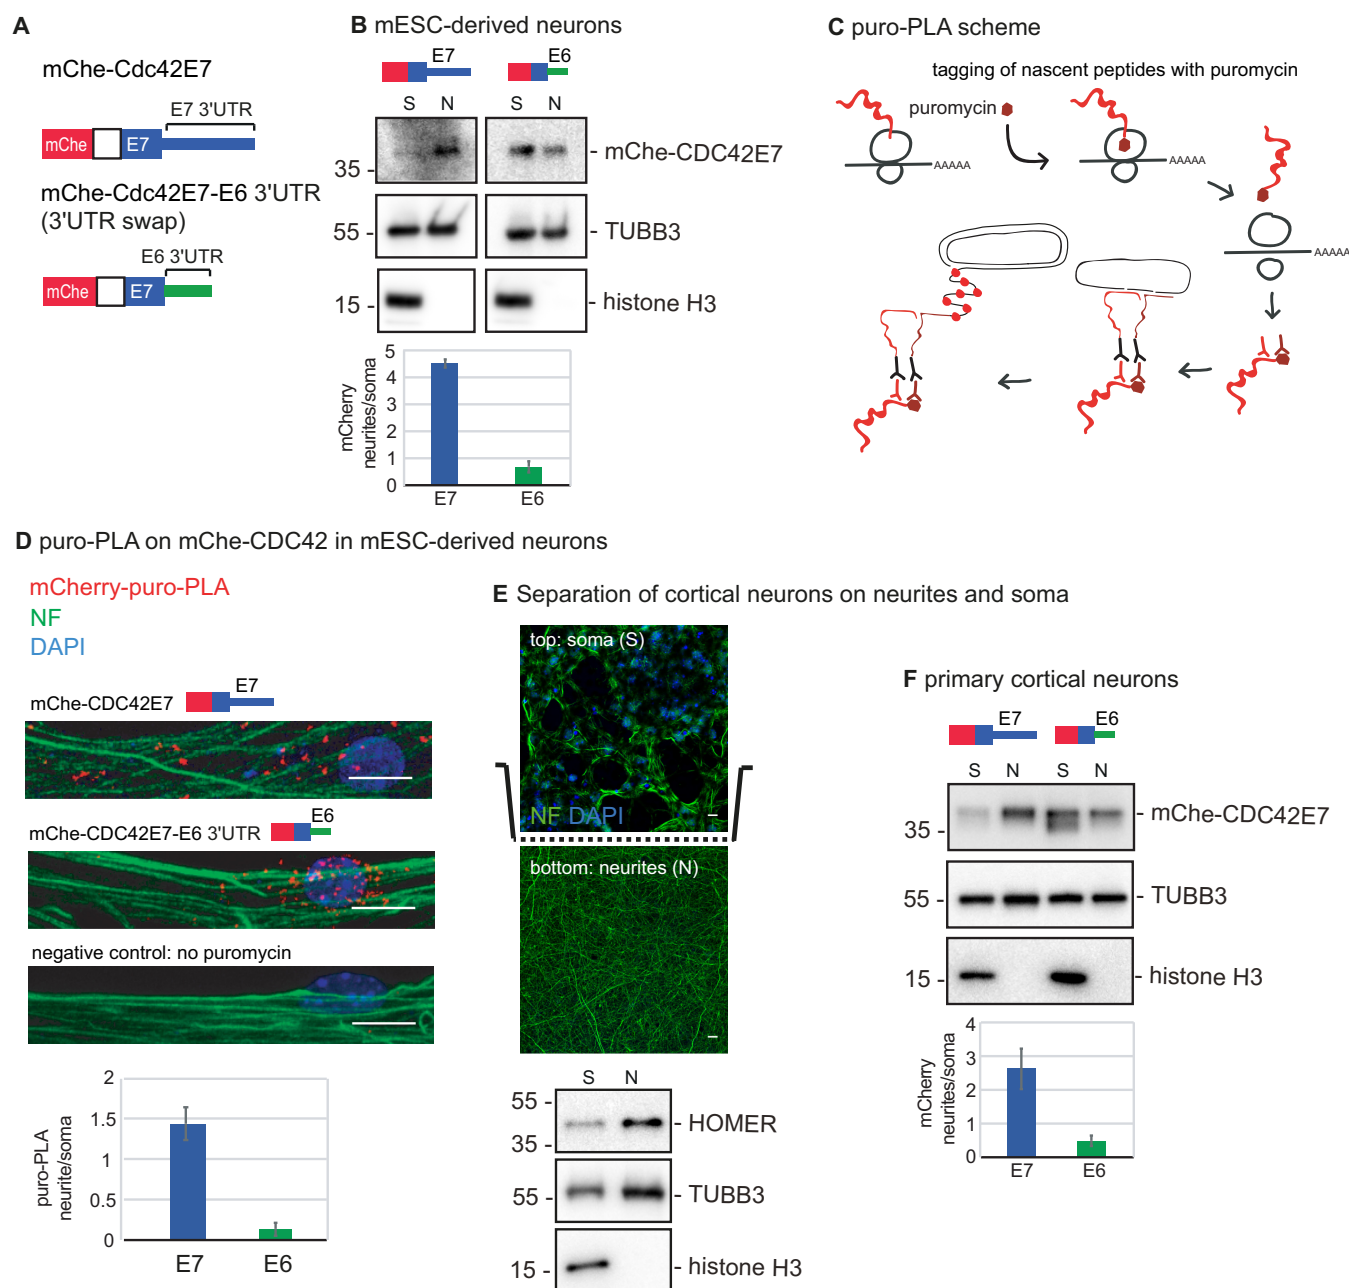 A
mChe-Cdc42E7
E7 3'UTR
mChe
E7
mChe-Cdc42E7-E6 3'UTR
(3'UTR swap)
E6 3'UTR
mChe
E7
B mESC-derived neurons
E7
E6
S N S N
35 -
- mChe-CDC42E7
55 -
- TUBB3
15 -
- histone H3
mCherry
neurites/soma
5
4
3
2
1
0
E7 E6
C puro-PLA scheme
tagging of nascent peptides with puromycin
puromycin
AAAAA
AAAAA
AAAAA
D puro-PLA on mChe-CDC42 in mESC-derived neurons
mCherry-puro-PLA
NF
DAPI
mChe-CDC42E7
E7
mChe-CDC42E7-E6 3'UTR
E6
negative control: no puromycin
puro-PLA
neurite/soma
2
1.5
1
0.5
0
E7 E6
E Separation of cortical neurons on neurites and soma
top: soma (S)
NF DAPI
bottom: neurites (N)
S N
55 -
35 -
- HOMER
55 -
- TUBB3
15 -
- histone H3
F primary cortical neurons
E7
E6
S N S N
35 -
- mChe-CDC42E7
55 -
- TUBB3
15 -
- histone H3
mCherry
neurites/soma
4
3
2
1
0
E7 E6